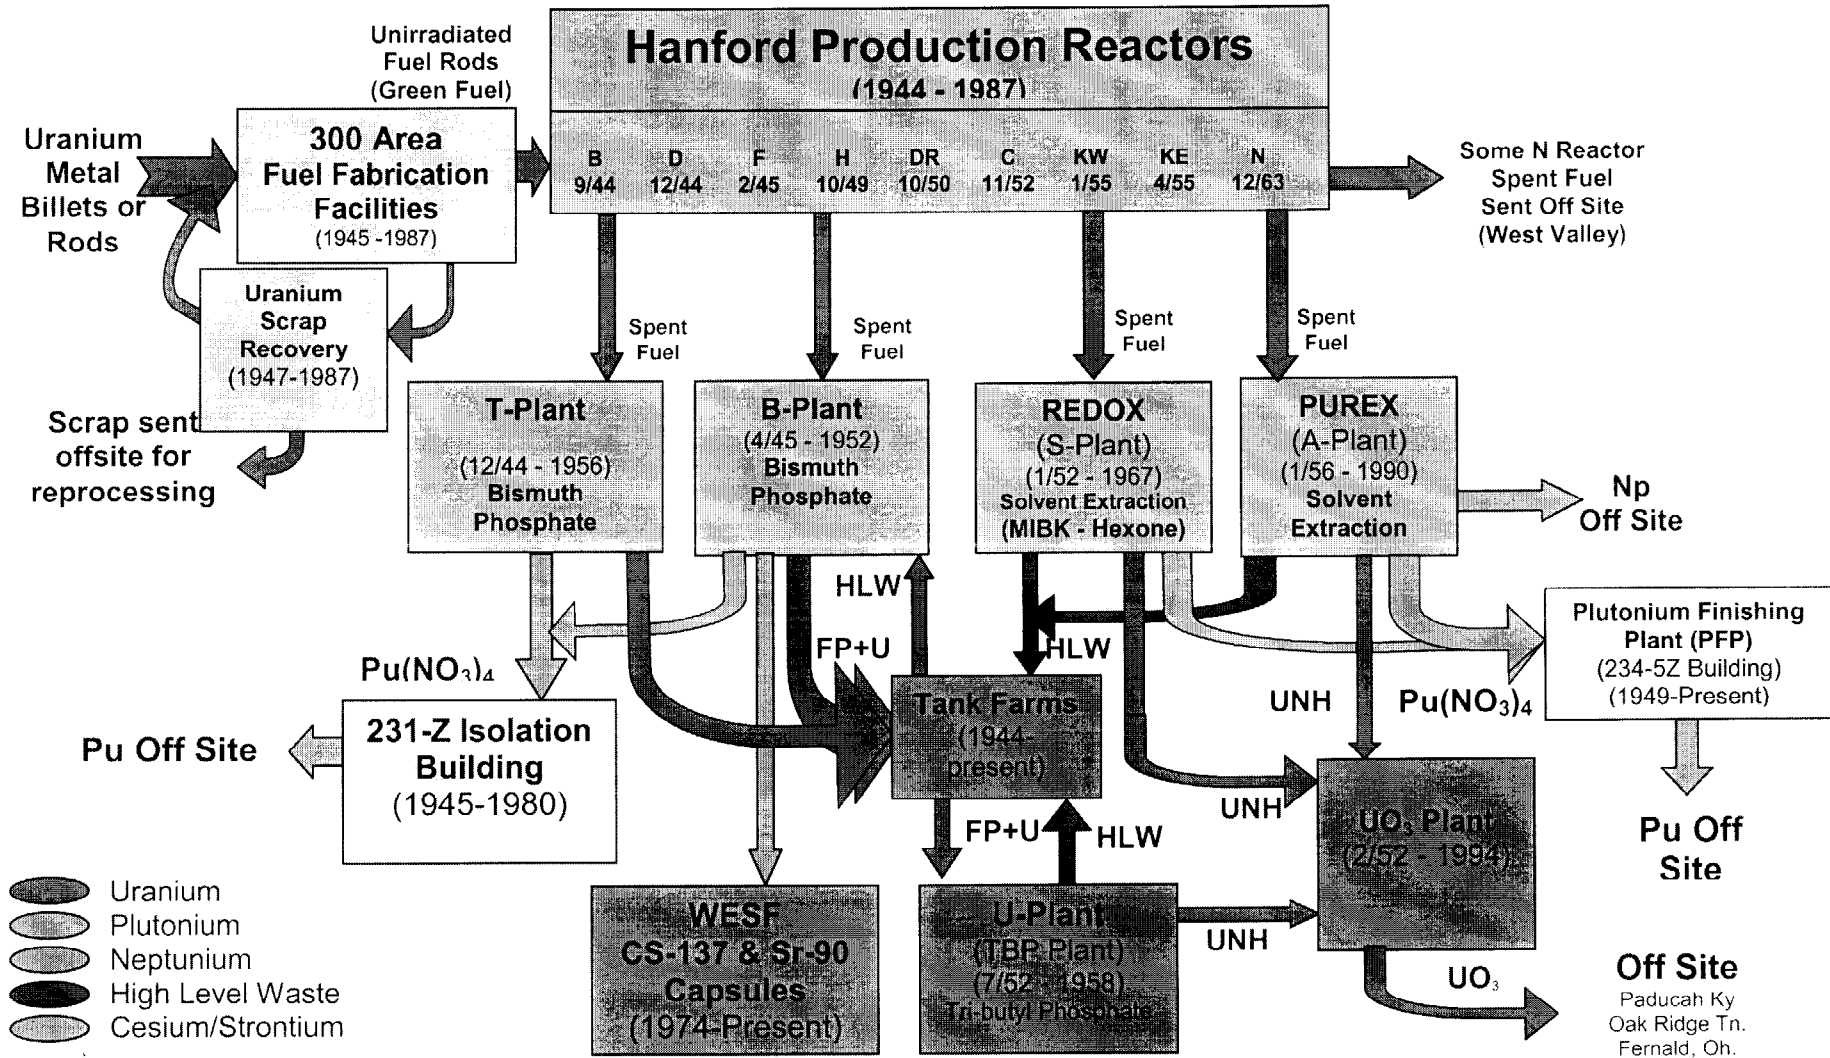 Hanford Production Reactors
(1944 - 1987)
Unirradiated
Fuel Rods
(Green Fuel)
Uranium
Metal
Billets or
Rods
300 Area
Fuel Fabrication
Facilities
(1945 -1987)
B
9/44
D
12/44
F
2/45
H
10/49
DR
10/50
C
11/52
KW
1/55
KE
4/55
N
12/63
Some N Reactor
Spent Fuel
Sent Off Site
(West Valley)
Uranium
Scrap
Recovery
(1947-1987)
Scrap sent
offsite for
reprocessing
Spent
Fuel
Spent
Fuel
Spent
Fuel
Spent
Fuel
T-Plant
(12/44 - 1956)
Bismuth
Phosphate
B-Plant
(4/45 - 1952)
Bismuth
Phosphate
REDOX
(S-Plant)
(1/52 - 1967)
Solvent Extraction
(MIBK - Hexone)
PUREX
(A-Plant)
(1/56 - 1990)
Solvent
Extraction
Np
Off Site
HLW
FP+U
HLW
Pu(NO₃)₄
UNH
Pu(NO₃)₄
Plutonium Finishing
Plant (PFP)
(234-5Z Building)
(1949-Present)
Pu Off Site
231-Z Isolation
Building
(1945-1980)
Tank Farms
(1944-
present)
UNH
Pu Off
Site
FP+U
HLW
UO₃ Plant
(2/52 - 1994)
Uranium
Plutonium
Neptunium
High Level Waste
Cesium/Strontium
WESF
CS-137 & Sr-90
Capsules
(1974-Present)
U-Plant
(TBP Plant)
(7/52 - 1958)
Tri-butyl Phosphate
UNH
UO₃
Off Site
Paducah Ky
Oak Ridge Tn.
Fernald, Oh.